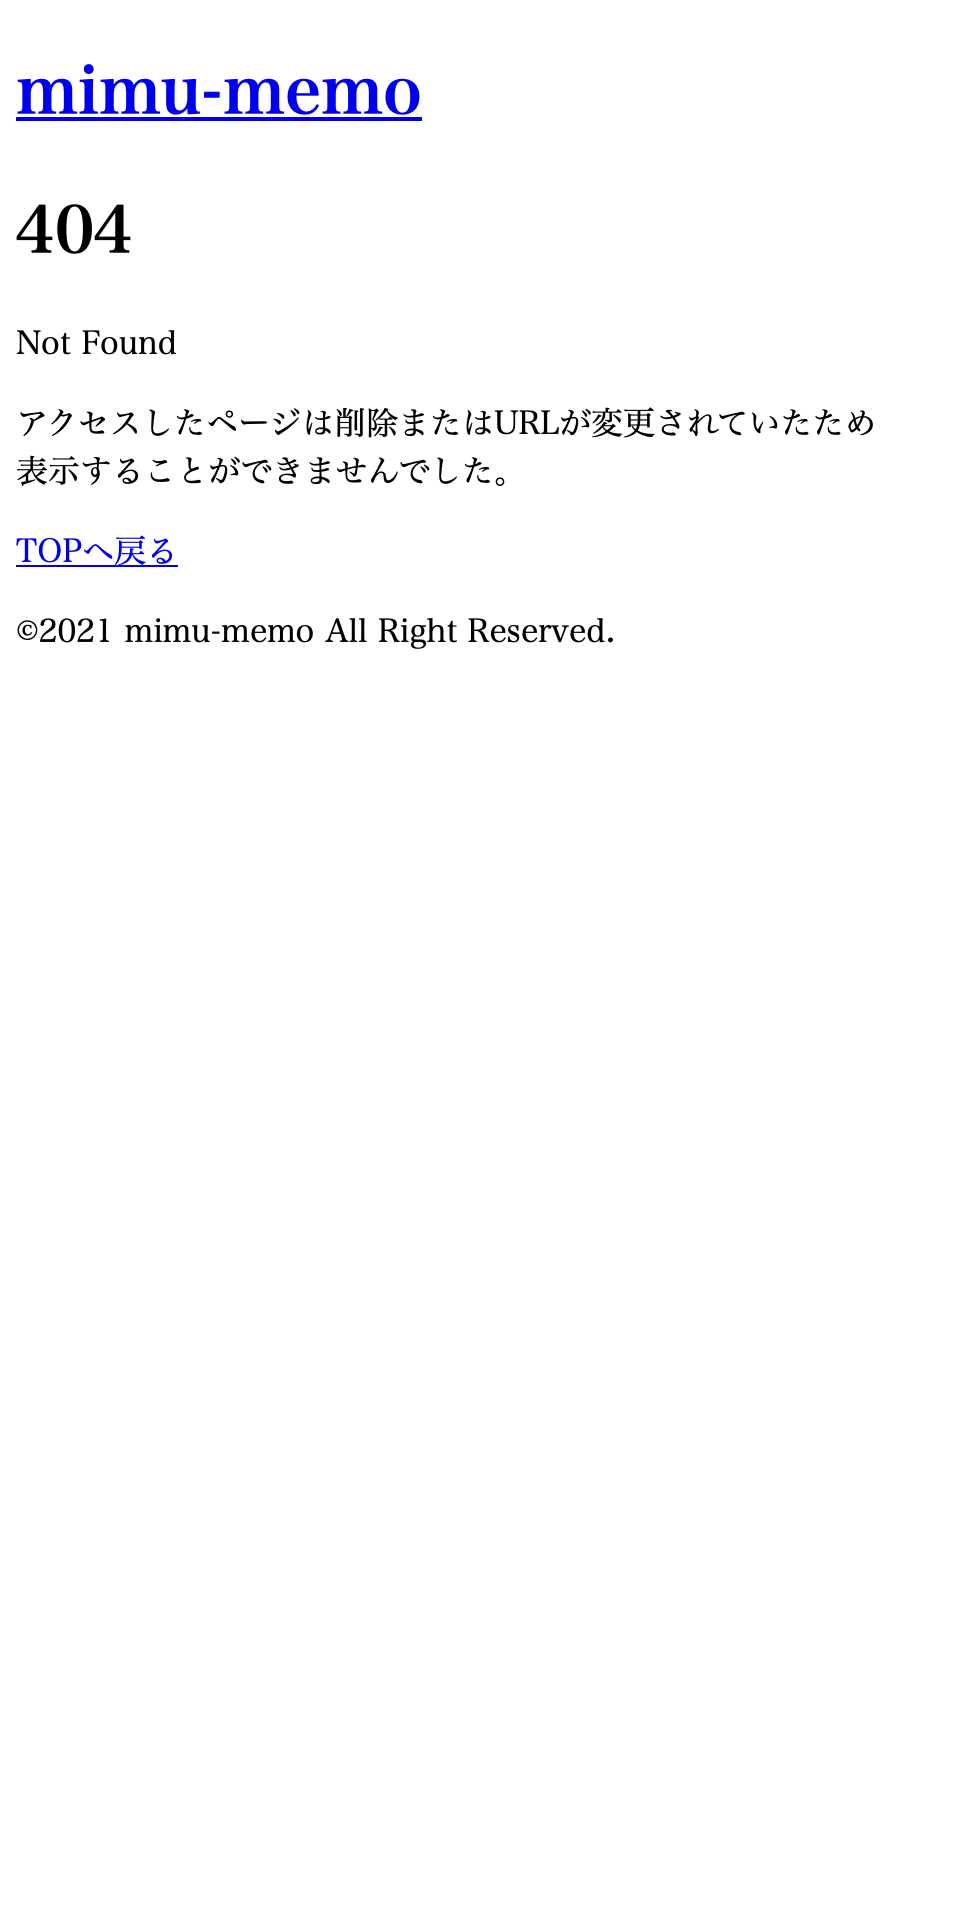 mimu-memo
404
Not Found
アクセスしたページは削除またはURLが変更されていたため
表示することができませんでした。
TOPへ戻る
©2021 mimu-memo All Right Reserved.